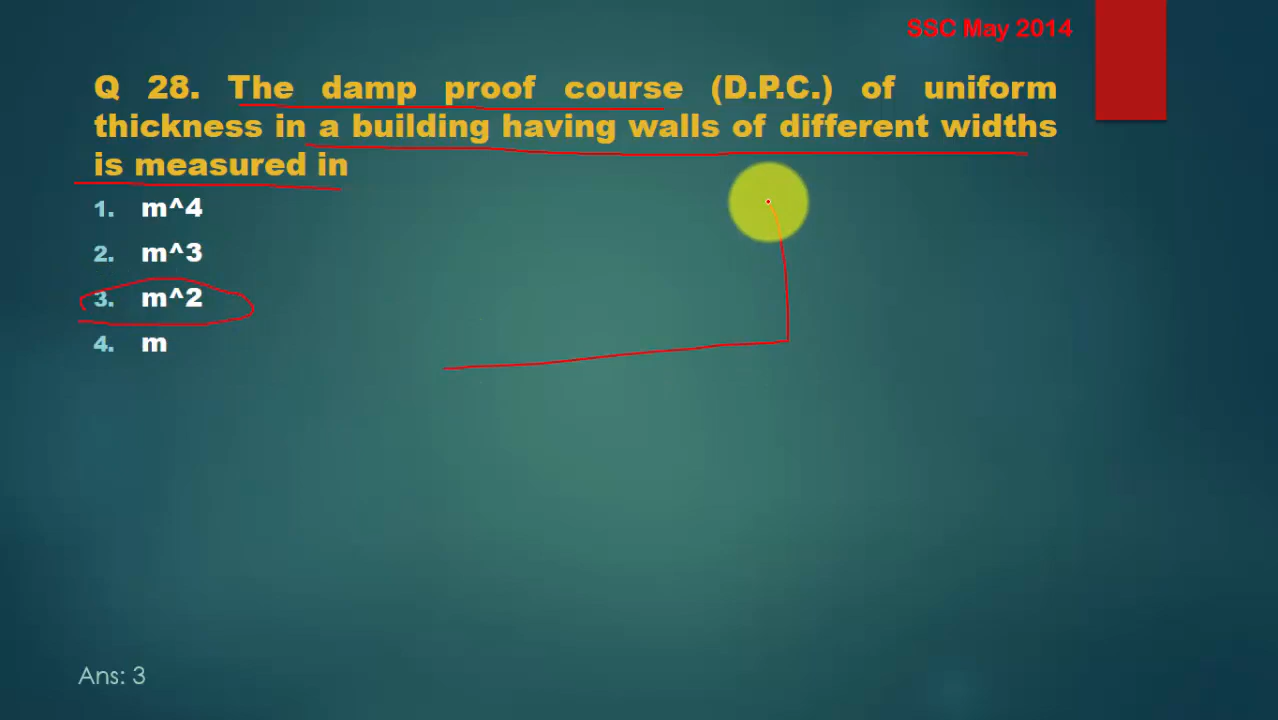 SSC May 2014
Q 28. The damp proof course (D.P.C.) of uniform
thickness in a building having walls of different widths
is measured in
1. m^4
2. m^3
3. m^2
4. m
Ans: 3